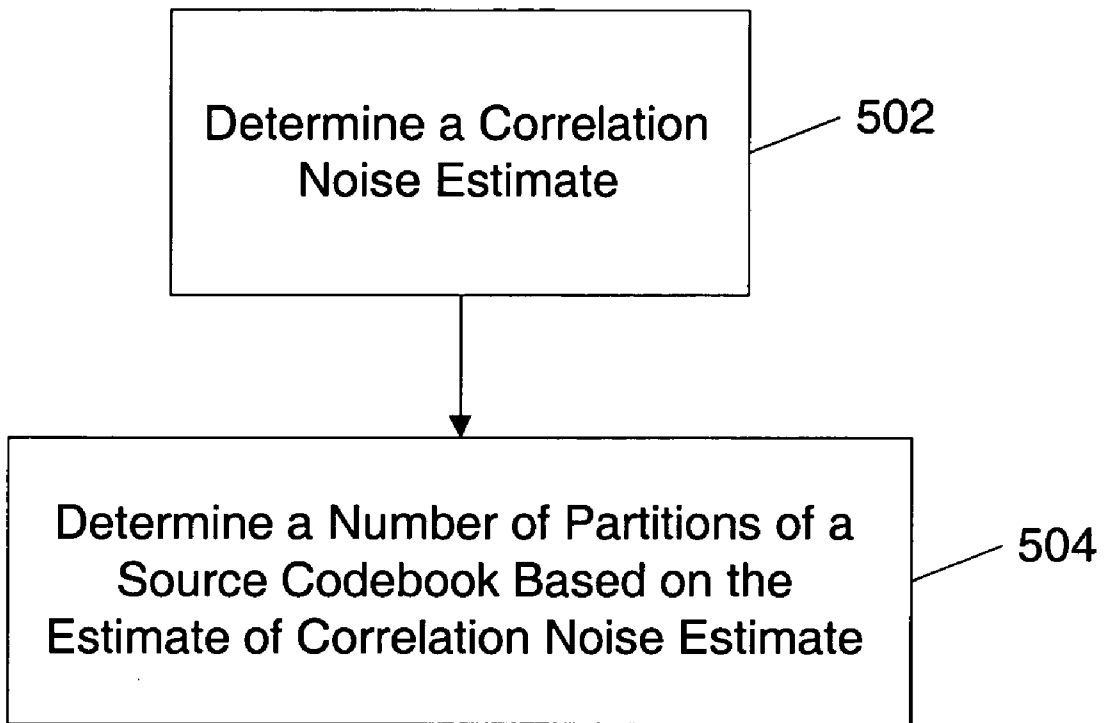 Determine a Correlation
Noise Estimate
502
Determine a Number of Partitions of a
Source Codebook Based on the
Estimate of Correlation Noise Estimate
504